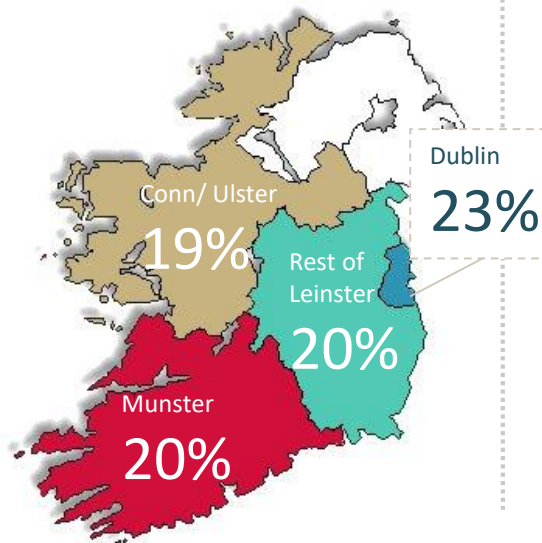 Dublin
23%
Conn/ Ulster
19%
Rest of
Leinster
20%
Munster
20%